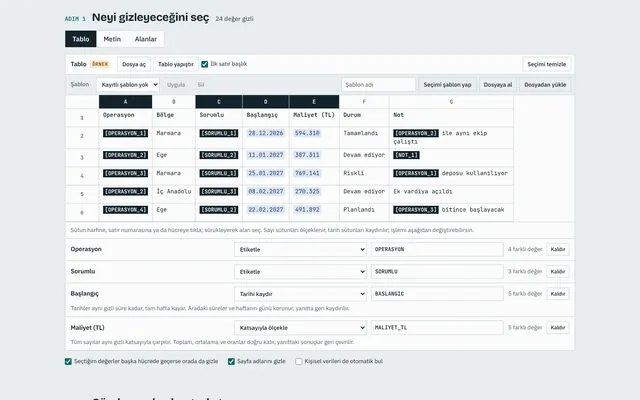 ADIM 1 Neyi gizleyeceğini seç 24 değer gizli
Tablo Metin Alanlar
Tablo ÖRNEK Dosya aç Tablo yapıştır İlk satır başlık Seçimi temizle
Şablon Kayıtlı şablon yok Uygula Sil Şablon adı Seçimi şablon yap Dosyaya al Dosyadan yükle
A B C D E F G
1 Operasyon Bölge Sorumlu Başlangıç Maliyet (TL) Durum Not
2 [OPERASYON_1] Marmara [SORUMLU_1] 28.12.2026 594.310 Tamamlandı [OPERASYON_2] ile aynı ekip
çalıştı
3 [OPERASYON_2] Ege [SORUMLU_2] 11.01.2027 387.311 Devam ediyor [NOT_1]
4 [OPERASYON_3] Marmara [SORUMLU_1] 25.01.2027 769.141 Riskli [OPERASYON_1] deposu kullanılıyor
5 [OPERASYON_2] İç Anadolu [SORUMLU_3] 08.02.2027 270.325 Devam ediyor Ek vardiya açıldı
6 [OPERASYON_4] Ege [SORUMLU_2] 22.02.2027 491.892 Planlandı [OPERASYON_3] bitince başlayacak
Sütun harfine, satır numarasına ya da hücreye tıkla; sürükleyerek alan seç. Sayı sütunları ölçeklenir, tarih sütunları kaydırılır; işlemi aşağıdan değiştirebilirsin.
Operasyon Etiketle OPERASYON 4 farklı değer Kaldır
Sorumlu Etiketle SORUMLU 3 farklı değer Kaldır
Başlangıç Tarihi kaydır BASLANGIC 5 farklı değer Kaldır
Tarihler aynı gizli süre kadar, tam hafta kayar. Aradaki süreler ve haftanın günü korunur, yanıtta geri kaydırılır.
Maliyet (TL) Katsayıyla ölçekle MALIYET_TL 5 farklı değer Kaldır
Tüm sayılar aynı gizli katsayıyla çarpılır. Toplam, ortalama ve oranlar doğru kalır, yanıttaki sonuçlar geri çevrilir.
Seçtiğim değerler başka hücrede geçerse orada da gizle Sayfa adlarını gizle Kişisel verileri de otomatik bul